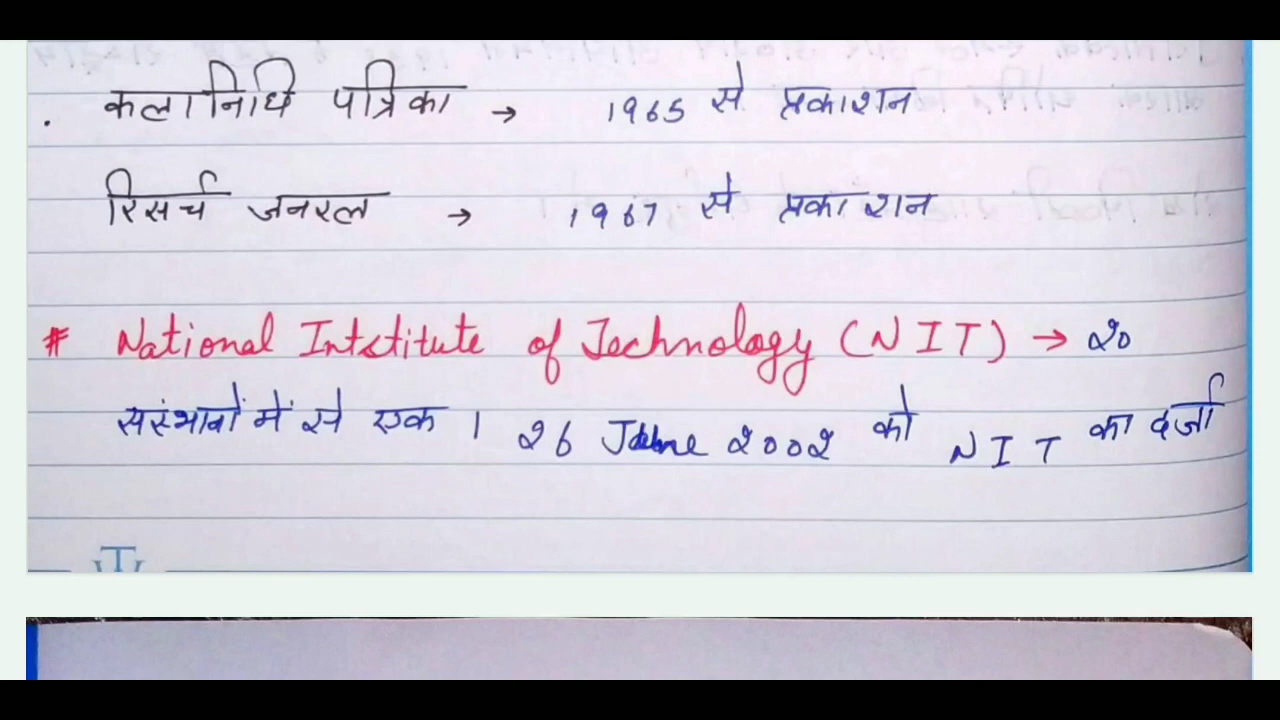 . कलानिधि पत्रिका → 1965 से प्रकाशन
रिसर्च जनरल → 1967 से प्रकाशन
# National Intstitute of Technology (NIT) → २०
संस्थानों में से एक । 26 June 2002 को NIT का दर्जा